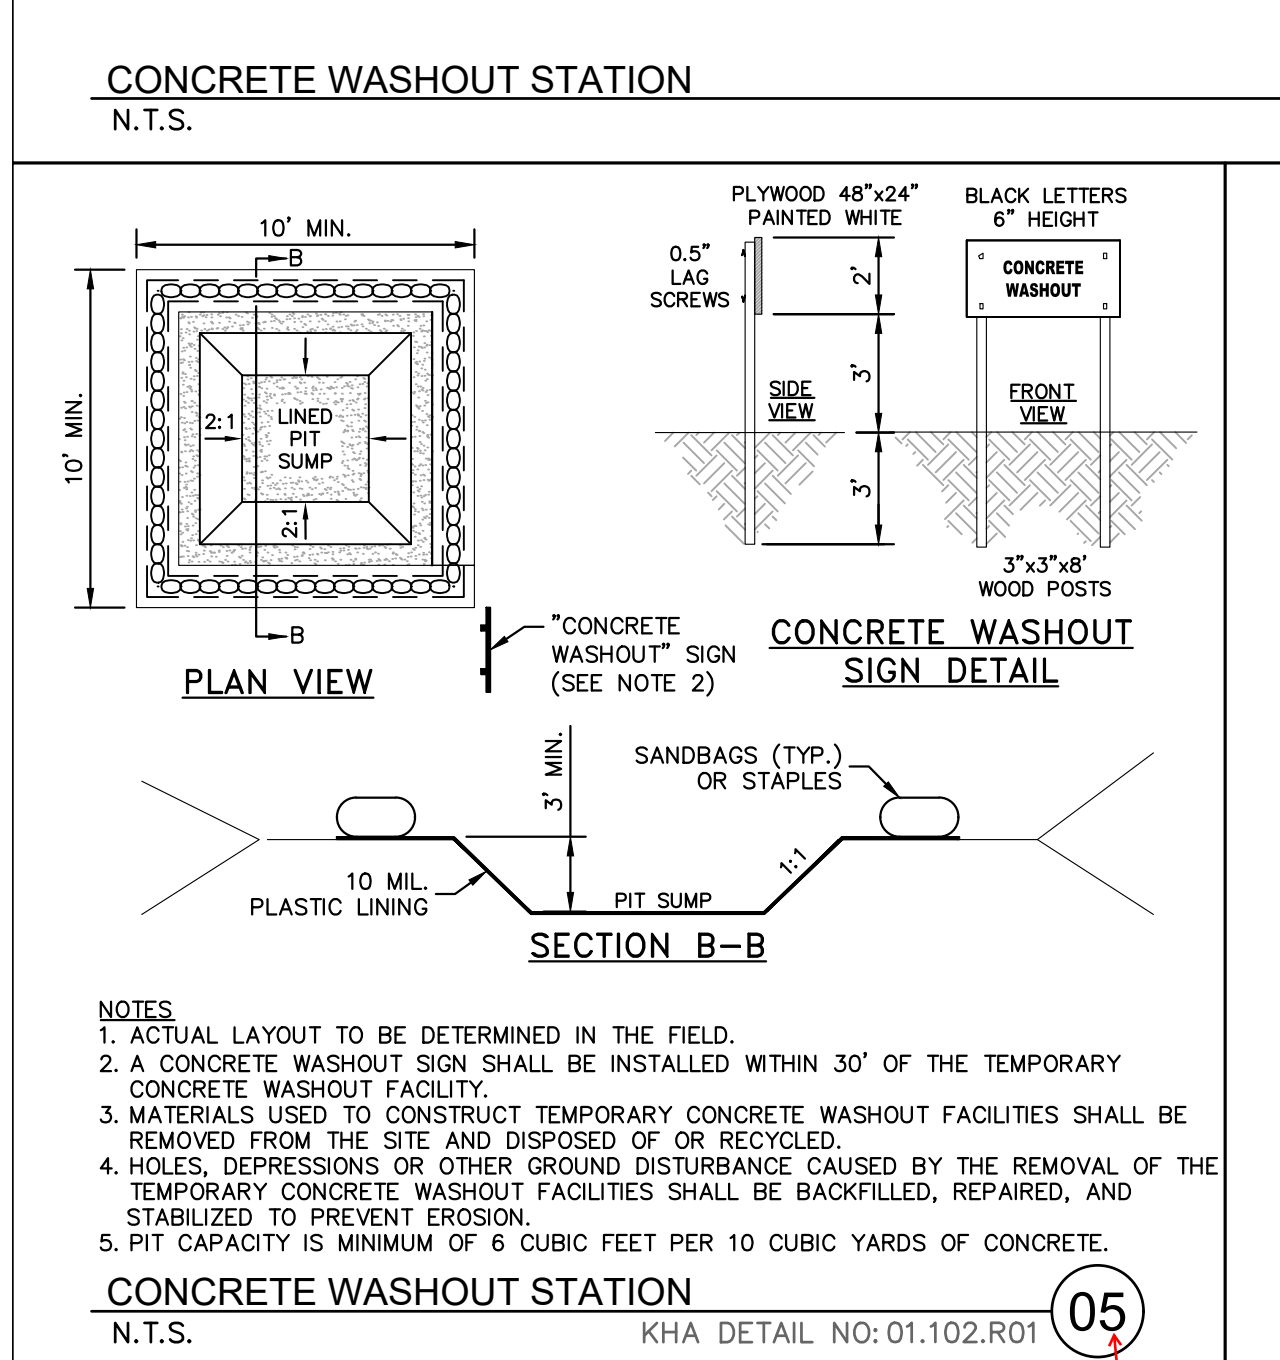 CONCRETE WASHOUT STATION
N.T.S.
10' MIN.
B
10' MIN.
2:1
LINED
PIT
SUMP
2:1
B
PLAN VIEW
"CONCRETE
WASHOUT" SIGN
(SEE NOTE 2)
PLYWOOD 48"x24"
PAINTED WHITE
0.5"
LAG
SCREWS
2'
3'
3'
SIDE
VIEW
BLACK LETTERS
6" HEIGHT
CONCRETE
WASHOUT
FRONT
VIEW
3"x3"x8'
WOOD POSTS
CONCRETE WASHOUT
SIGN DETAIL
3' MIN.
SANDBAGS (TYP.)
OR STAPLES
10 MIL.
PLASTIC LINING
PIT SUMP
1:1
SECTION B-B
NOTES
1. ACTUAL LAYOUT TO BE DETERMINED IN THE FIELD.
2. A CONCRETE WASHOUT SIGN SHALL BE INSTALLED WITHIN 30' OF THE TEMPORARY
CONCRETE WASHOUT FACILITY.
3. MATERIALS USED TO CONSTRUCT TEMPORARY CONCRETE WASHOUT FACILITIES SHALL BE
REMOVED FROM THE SITE AND DISPOSED OF OR RECYCLED.
4. HOLES, DEPRESSIONS OR OTHER GROUND DISTURBANCE CAUSED BY THE REMOVAL OF THE
TEMPORARY CONCRETE WASHOUT FACILITIES SHALL BE BACKFILLED, REPAIRED, AND
STABILIZED TO PREVENT EROSION.
5. PIT CAPACITY IS MINIMUM OF 6 CUBIC FEET PER 10 CUBIC YARDS OF CONCRETE.
CONCRETE WASHOUT STATION
05
N.T.S.
KHA DETAIL NO: 01.102.R01